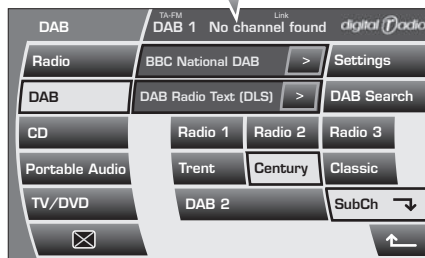 TA-FM Link
DAB DAB 1 No channel found digital radio
Radio BBC National DAB > Settings
DAB DAB Radio Text (DLS) > DAB Search
CD Radio 1 Radio 2 Radio 3
Portable Audio Trent Century Classic
TV/DVD DAB 2 SubCh